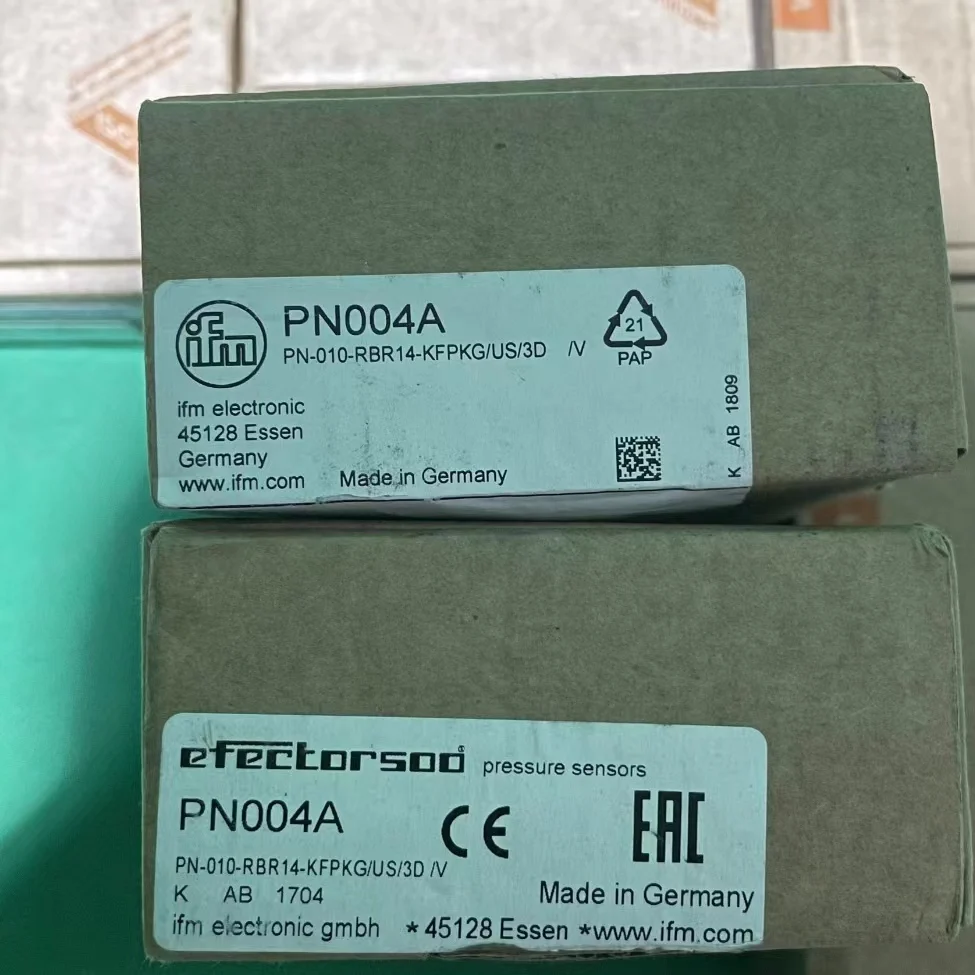 ifm
PN004A
PN-010-RBR14-KFPKG/US/3D /V
21
PAP
ifm electronic
45128 Essen
Germany
www.ifm.com
Made in Germany
K AB 1809
efector500® pressure sensors
PN004A
CE
EAC
PN-010-RBR14-KFPKG/US/3D /V
K AB 1704
Made in Germany
ifm electronic gmbh * 45128 Essen *www.ifm.com